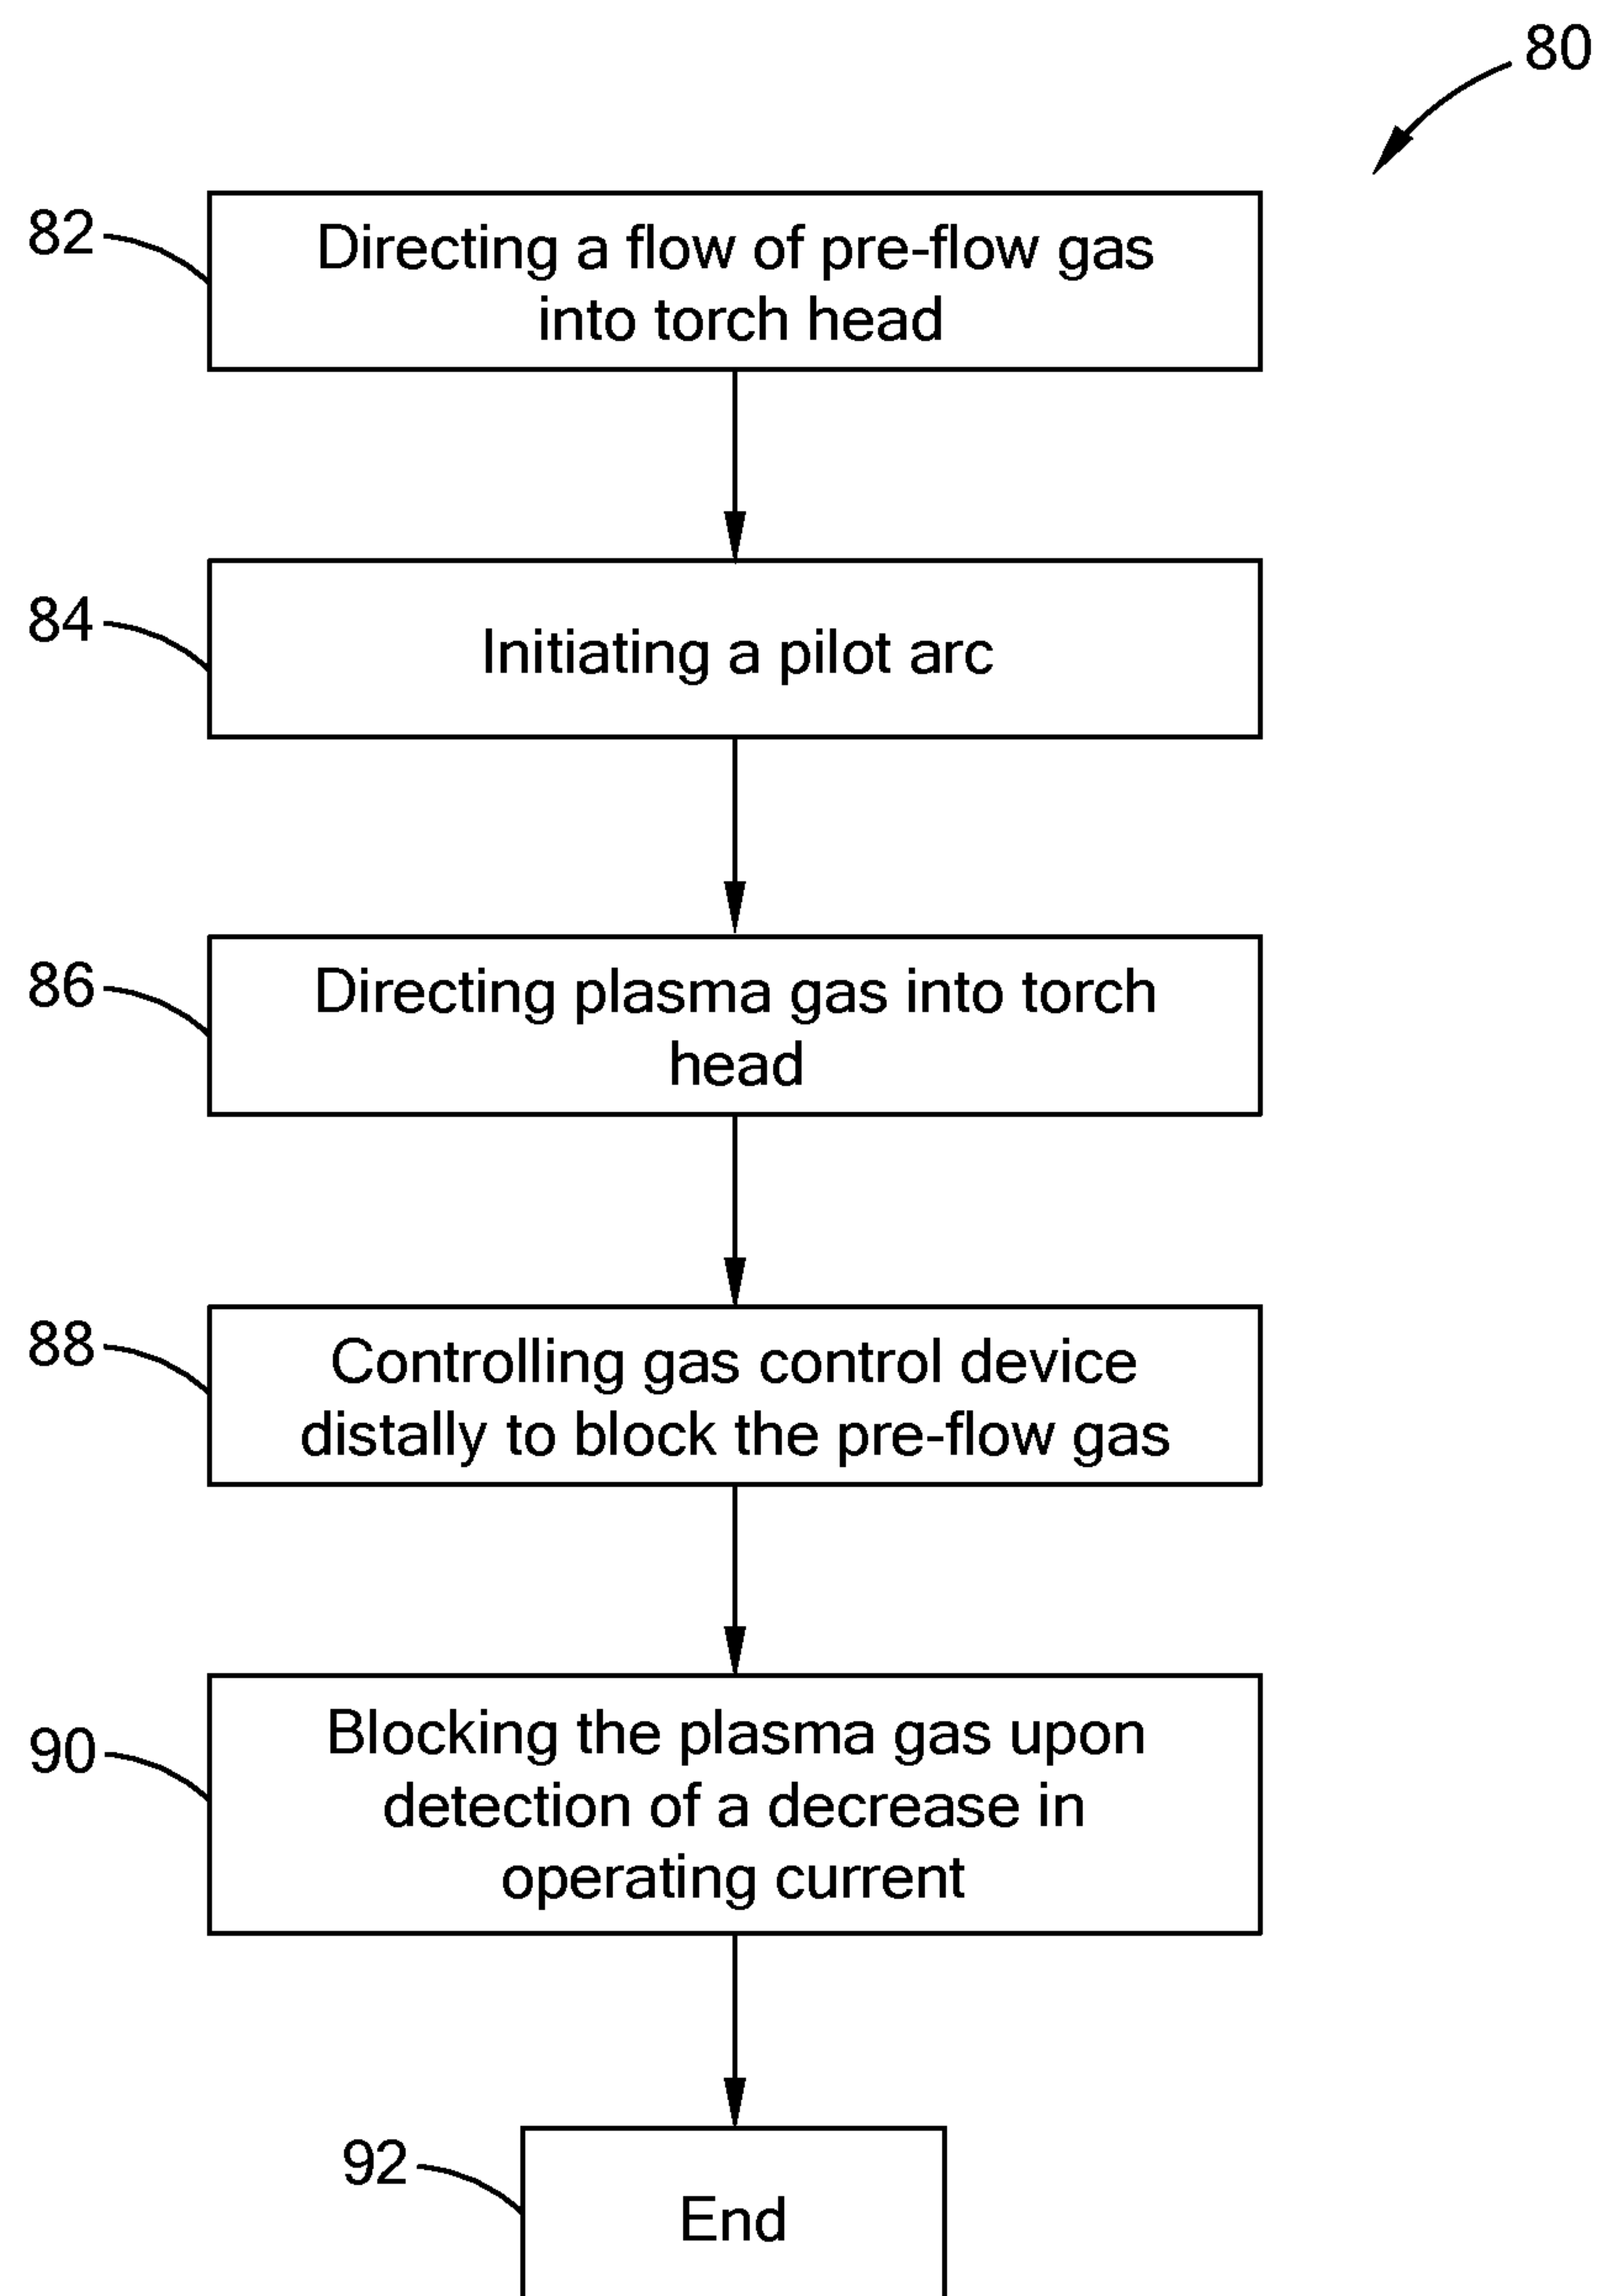 80
82
Directing a flow of pre-flow gas
into torch head
84
Initiating a pilot arc
86
Directing plasma gas into torch
head
88
Controlling gas control device
distally to block the pre-flow gas
90
Blocking the plasma gas upon
detection of a decrease in
operating current
92
End